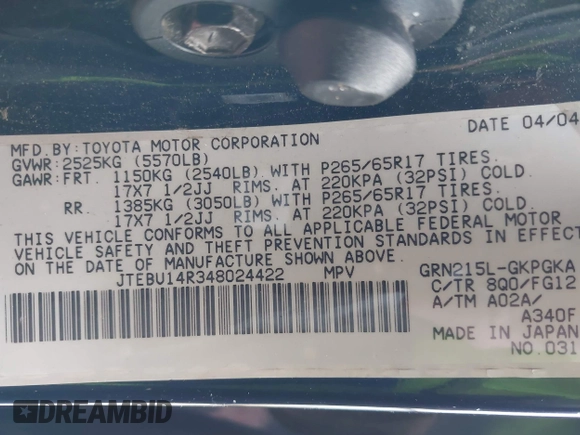 MFD.BY:TOYOTA MOTOR CORPORATION DATE 04/04
GVWR:2525KG (5570LB)
GAWR:FRT. 1150KG (2540LB) WITH P265/65R17 TIRES.
17X7 1/2JJ RIMS. AT 220KPA (32PSI) COLD.
RR. 1385KG (3050LB) WITH P265/65R17 TIRES.
17X7 1/2JJ RIMS. AT 220KPA (32PSI) COLD.
THIS VEHICLE CONFORMS TO ALL APPLICABLE FEDERAL MOTOR
VEHICLE SAFETY AND THEFT PREVENTION STANDARDS IN EFFECT
ON THE DATE OF MANUFACTURE SHOWN ABOVE.
JTEBU14R348024422 MPV GRN215L-GKPGKA
C/TR 8Q0/FG12
A/TM A02A/
A340F
MADE IN JAPAN
NO.031
DREAMBID